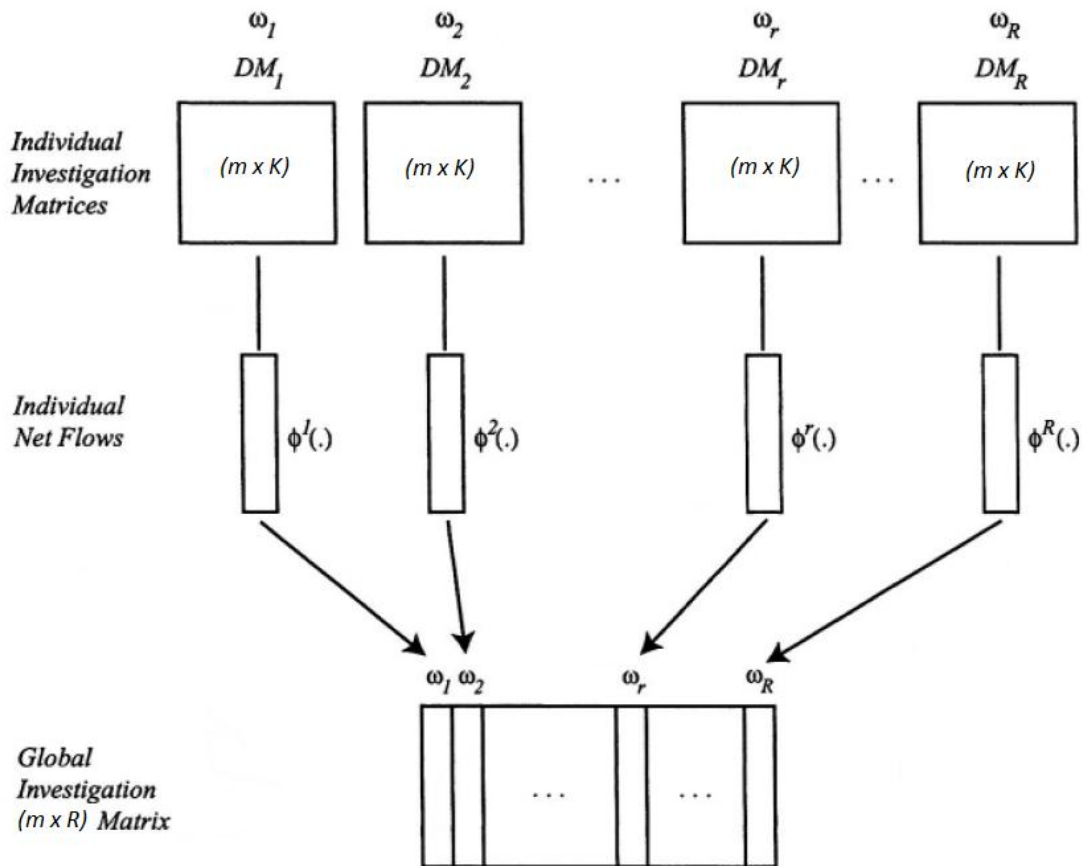 ω1 ω2 ωr ωR
DM1 DM2 DMr DMR
Individual
Investigation
Matrices
(m x K) (m x K) ... (m x K) ... (m x K)
Individual
Net Flows
ϕ1(.) ϕ2(.) ϕr(.) ϕR(.)
ω1 ω2 ωr ωR
Global
Investigation
(m x R) Matrix
... ...